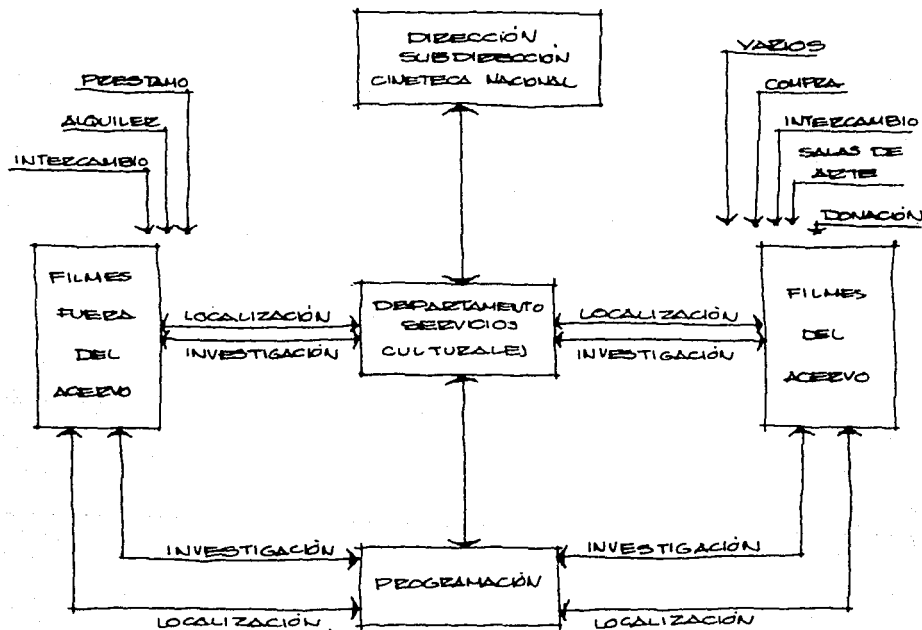 DIRECCIÓN
SUBDIRECCIÓN
CINETECA NACIONAL
PRESTAMO
ALQUILER
INTERCAMBIO
VARIOS
COMPRA
INTERCAMBIO
SALAS DE
ARTE
DONACIÓN
FILMES
FUERA
DEL
ACERVO
LOCALIZACIÓN
INVESTIGACIÓN
DEPARTAMENTO
SERVICIOS
CULTURALES
LOCALIZACIÓN
INVESTIGACIÓN
FILMES
DEL
ACERVO
INVESTIGACIÓN
LOCALIZACIÓN
PROGRAMACIÓN
INVESTIGACIÓN
LOCALIZACIÓN